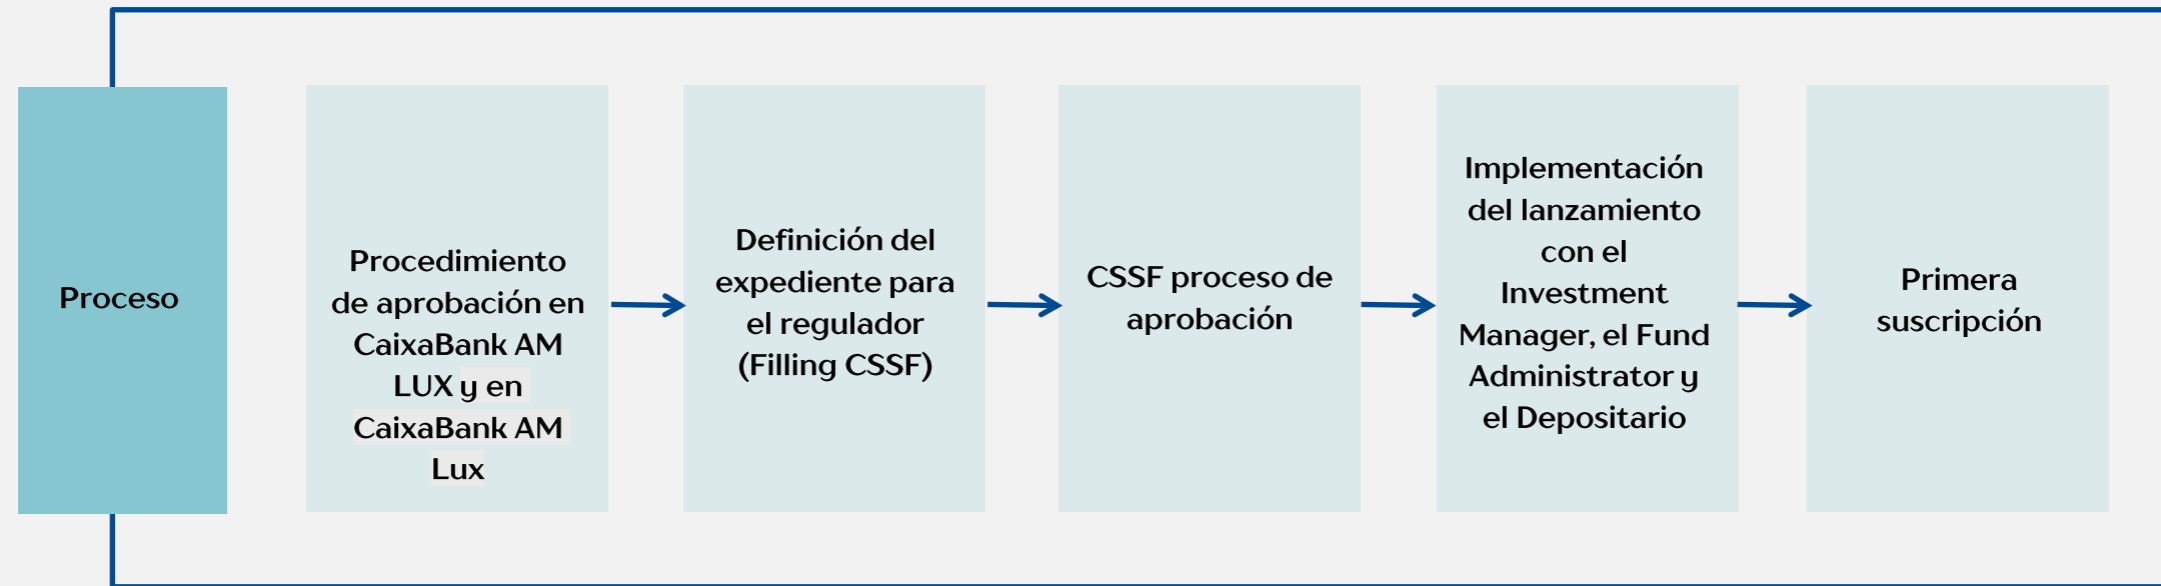 Proceso
Procedimiento
de aprobación en
CaixaBank AM
LUX y en
CaixaBank AM
Lux
Definición del
expediente para
el regulador
(Filling CSSF)
CSSF proceso de
aprobación
Implementación
del lanzamiento
con el
Investment
Manager, el Fund
Administrator y
el Depositario
Primera
suscripción